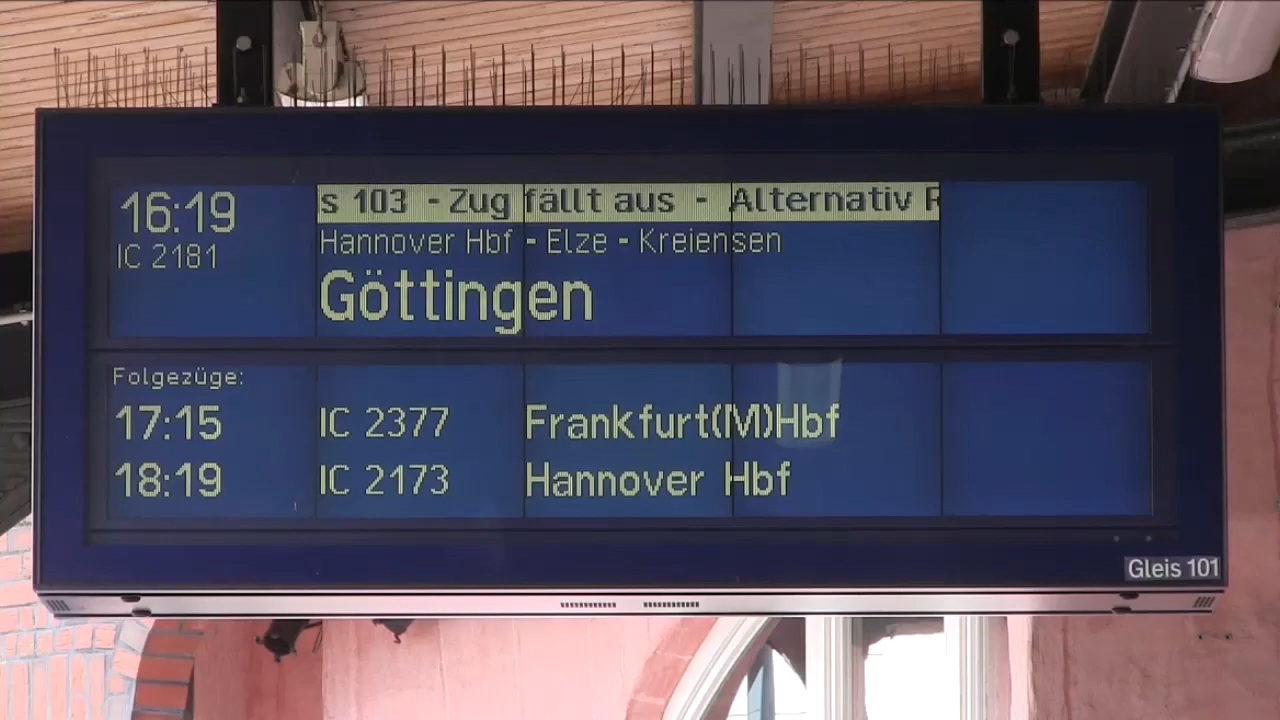 16:19
s 103 - Zug fällt aus - Alternativ
IC 2181
Hannover Hbf - Elze - Kreiensen
Göttingen
Folgezüge:
17:15 IC 2377 Frankfurt(M)Hbf
18:19 IC 2173 Hannover Hbf
Gleis 101